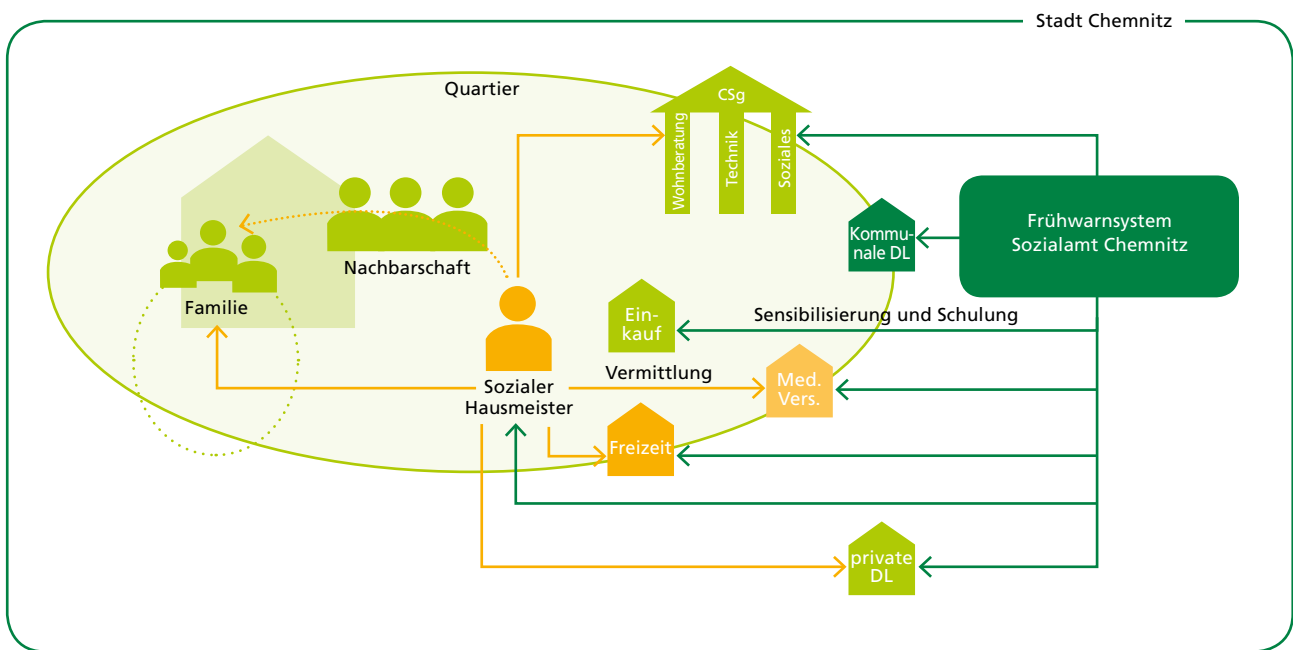 Stadt Chemnitz
Quartier
CSg
Wohnberatung
Technik
Soziales
Frühwarnsystem
Sozialamt Chemnitz
Kommu-
nale DL
Nachbarschaft
Familie
Ein-
kauf
Sensibilisierung und Schulung
Vermittlung
Med.
Vers.
Sozialer
Hausmeister
Freizeit
private
DL